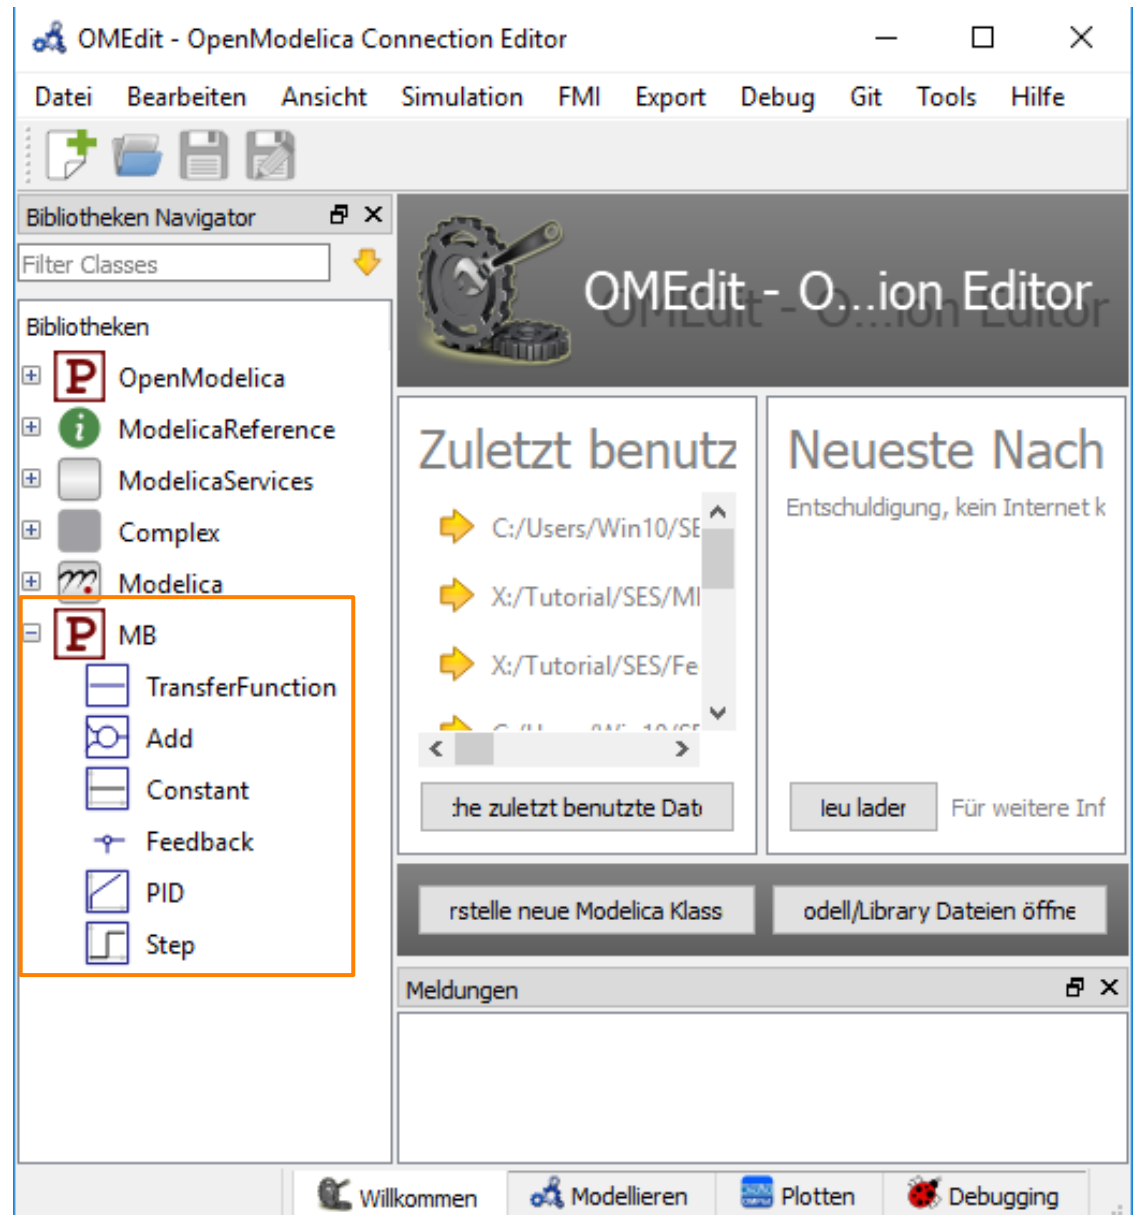 OMEdit - OpenModelica Connection Editor
Datei Bearbeiten Ansicht Simulation FMI Export Debug Git Tools Hilfe
Bibliotheken Navigator
Filter Classes
Bibliotheken
P OpenModelica
i ModelicaReference
ModelicaServices
Complex
Modelica
P MB
TransferFunction
Add
Constant
Feedback
PID
Step
OMEdit - O...ion Editor
Zuletzt benutz
C:/Users/Win10/SE
X:/Tutorial/SES/MI
X:/Tutorial/SES/Fe
:he zuletzt benutzte Date
Neueste Nach
Entschuldigung, kein Internet k
leu lader
Für weitere Inf
rstelle neue Modelica Klass
odell/Library Dateien öffne
Meldungen
Willkommen Modellieren Plotten Debugging